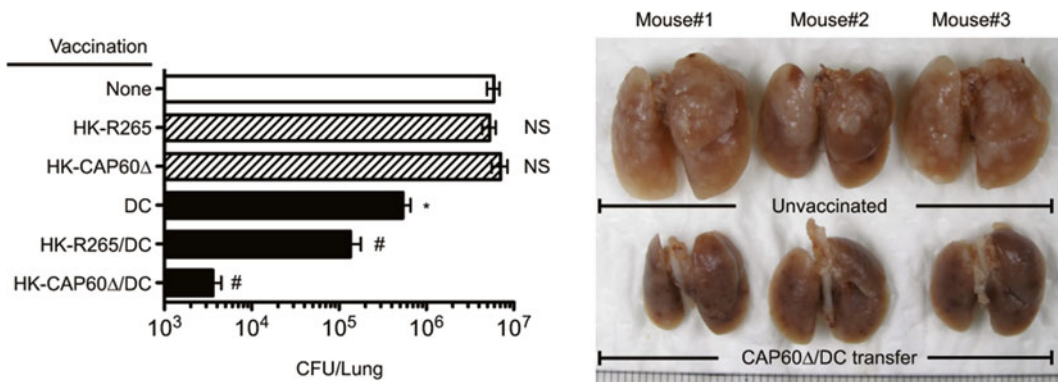 Vaccination
None
HK-R265
NS
HK-CAP60Δ
NS
DC
*
HK-R265/DC
#
HK-CAP60Δ/DC
#
10³ 10⁴ 10⁵ 10⁶ 10⁷
CFU/Lung
Mouse#1 Mouse#2 Mouse#3
Unvaccinated
CAP60Δ/DC transfer